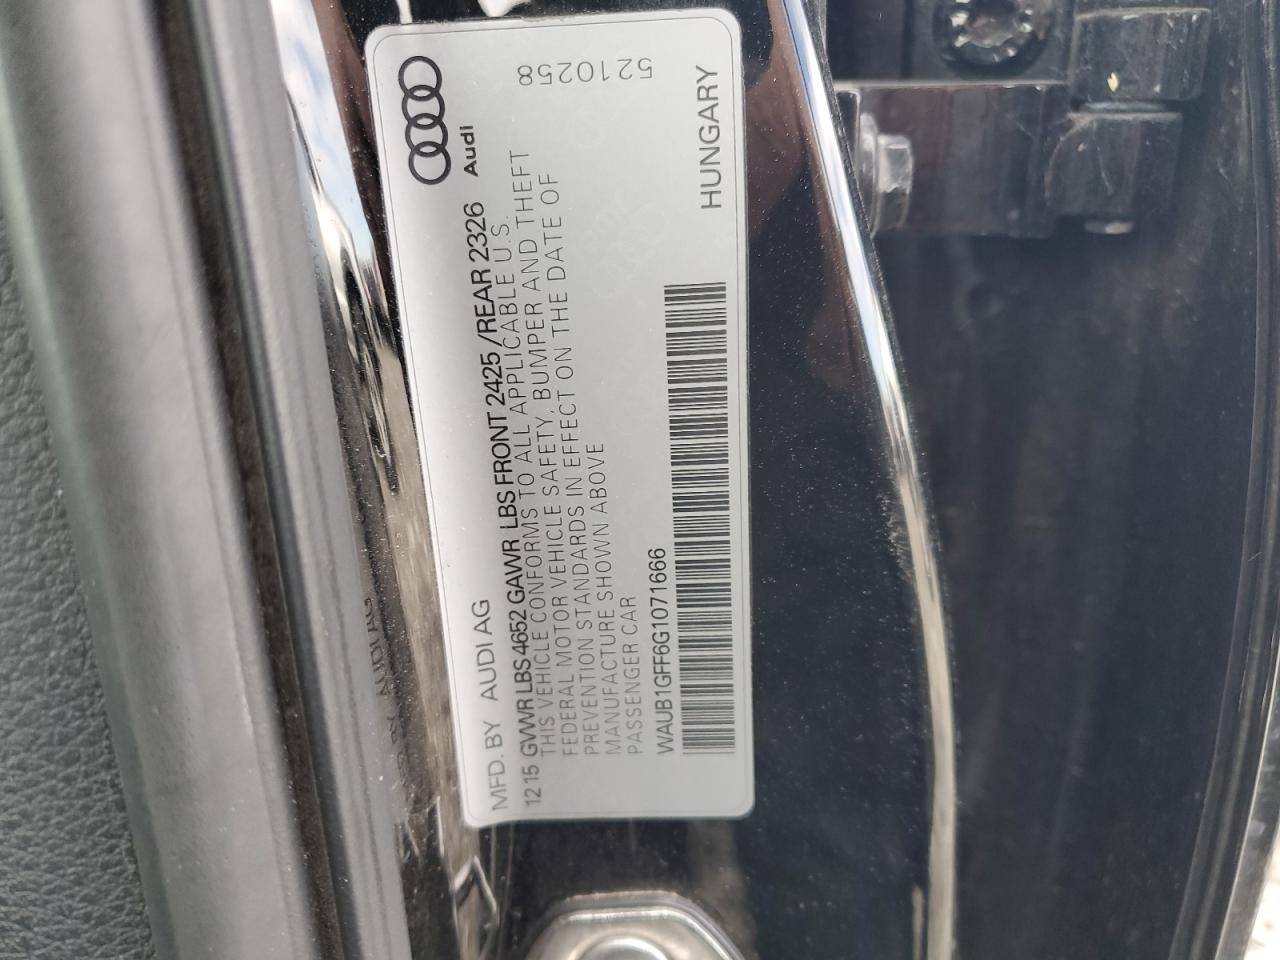 Audi
MFD. BY AUDI AG
12 15 GVWR LBS 4652 GAWR LBS FRONT 2425 /REAR 2326
THIS VEHICLE CONFORMS TO ALL APPLICABLE U.S.
FEDERAL MOTOR VEHICLE SAFETY, BUMPER AND THEFT
PREVENTION STANDARDS IN EFFECT ON THE DATE OF
MANUFACTURE SHOWN ABOVE
PASSENGER CAR
WAUB1GFF6G1071666
HUNGARY
5210258